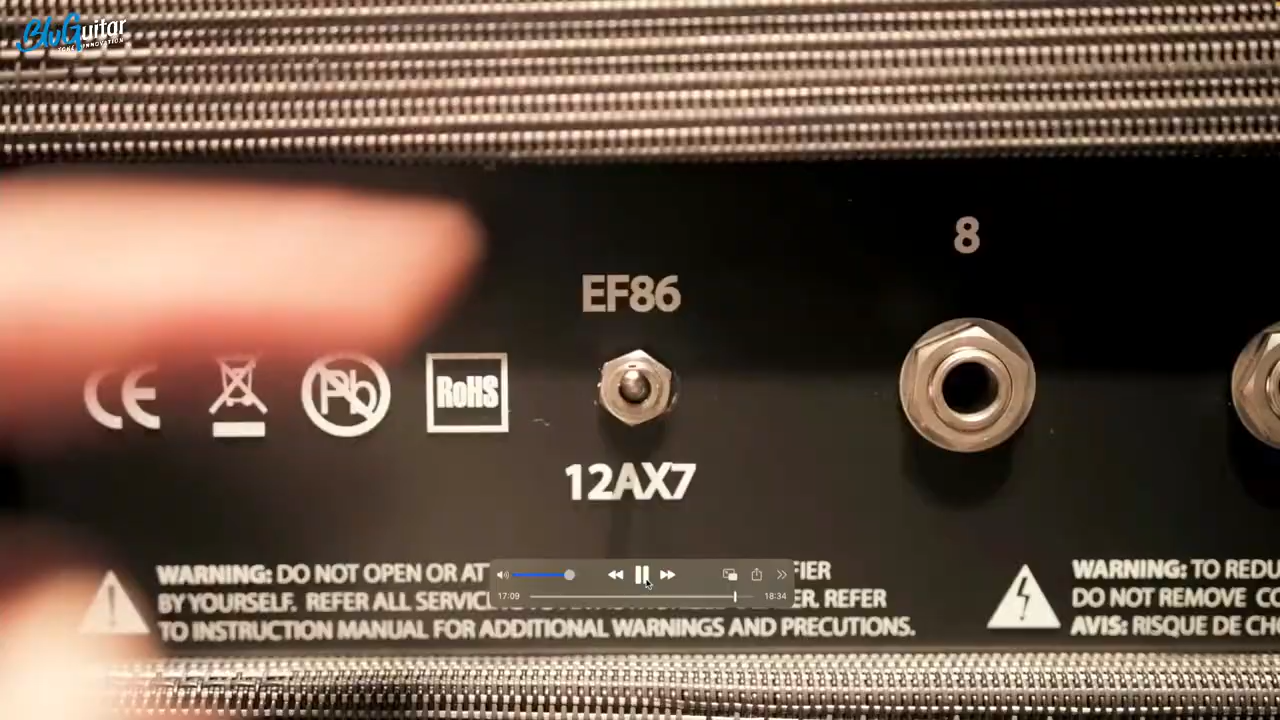 BluGuitar
TONE INNOVATION
8
EF86
CE
Pb
RoHS
12AX7
WARNING: DO NOT OPEN OR AT FIER
BY YOURSELF. REFER ALL SERVIC ER. REFER
TO INSTRUCTION MANUAL FOR ADDITIONAL WARNINGS AND PRECUTIONS.
WARNING: TO REDU
DO NOT REMOVE CO
AVIS: RISQUE DE CHO
17:09
18:34